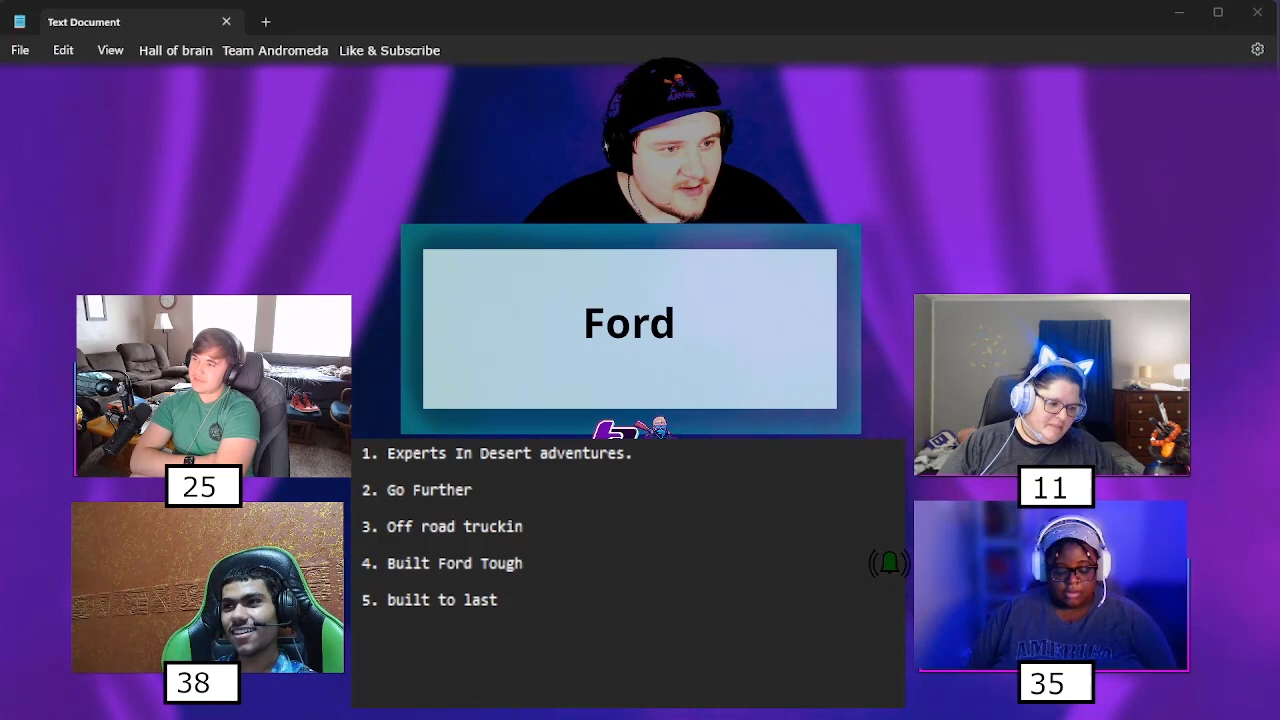 Text Document
File Edit View Hall of brain Team Andromeda Like & Subscribe
Ford
1. Experts In Desert adventures.
2. Go Further
3. Off road truckin
4. Built Ford Tough
5. built to last
25
11
38
35
AMERICA